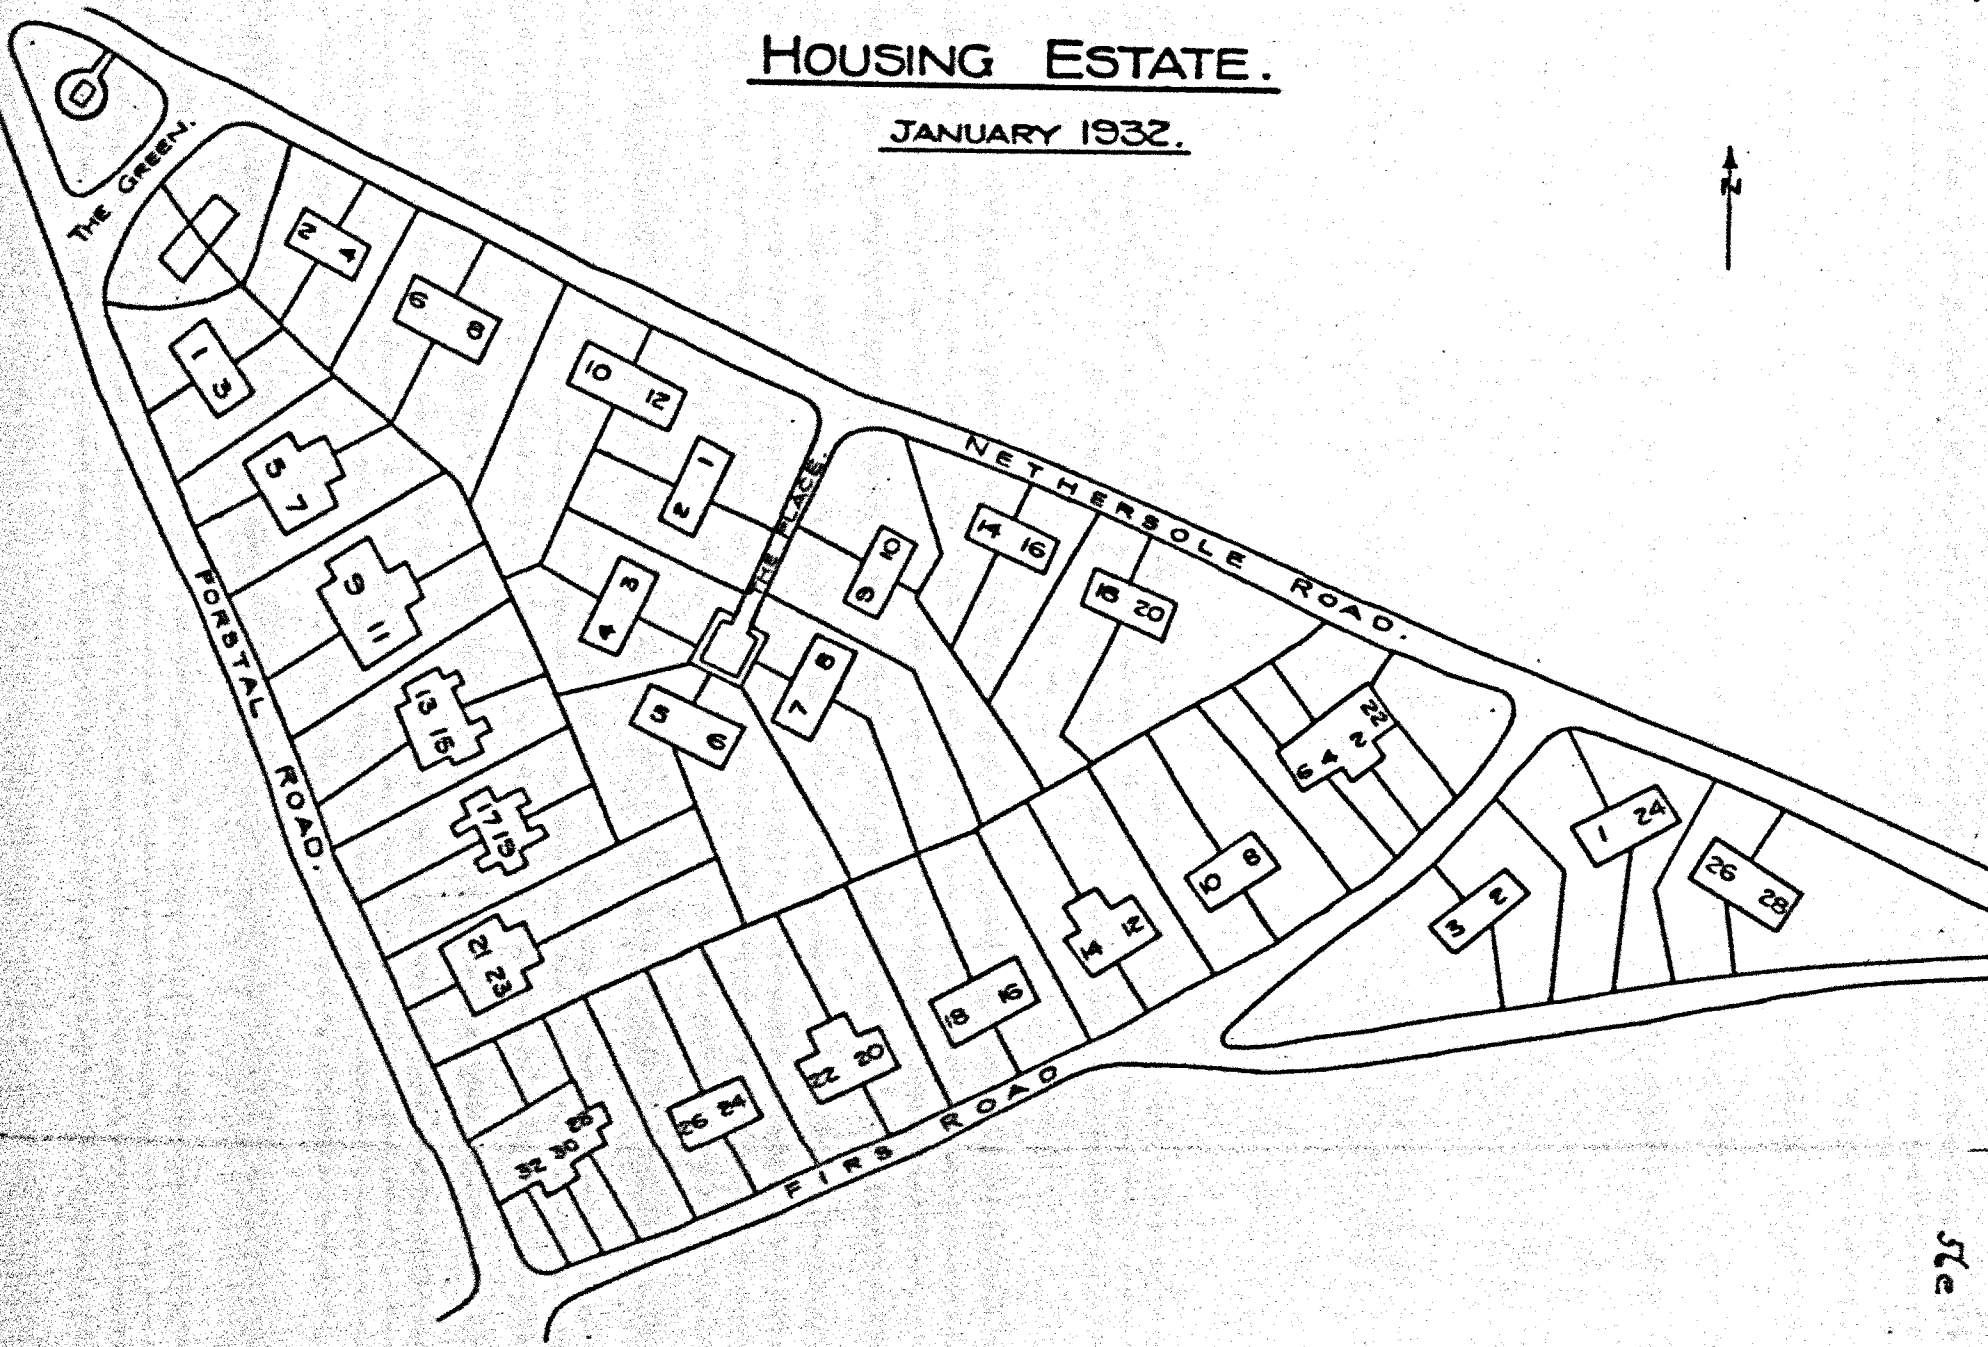 HOUSING ESTATE.
JANUARY 1932.
N
THE GREEN.
2 4
6 8
10 12
1 3
5 7
9 11
13 15
17 19
21 23
FORSTAL ROAD.
THE PLACE.
1 2
3 4
5 6
7 8
9 10
NETHERSOLE ROAD.
14 16
18 20
22
2 4 6
10 8
14 12
18 16
22 20
26 24
32 30 28
FIRS ROAD
1 24
3 2
26 28
56e